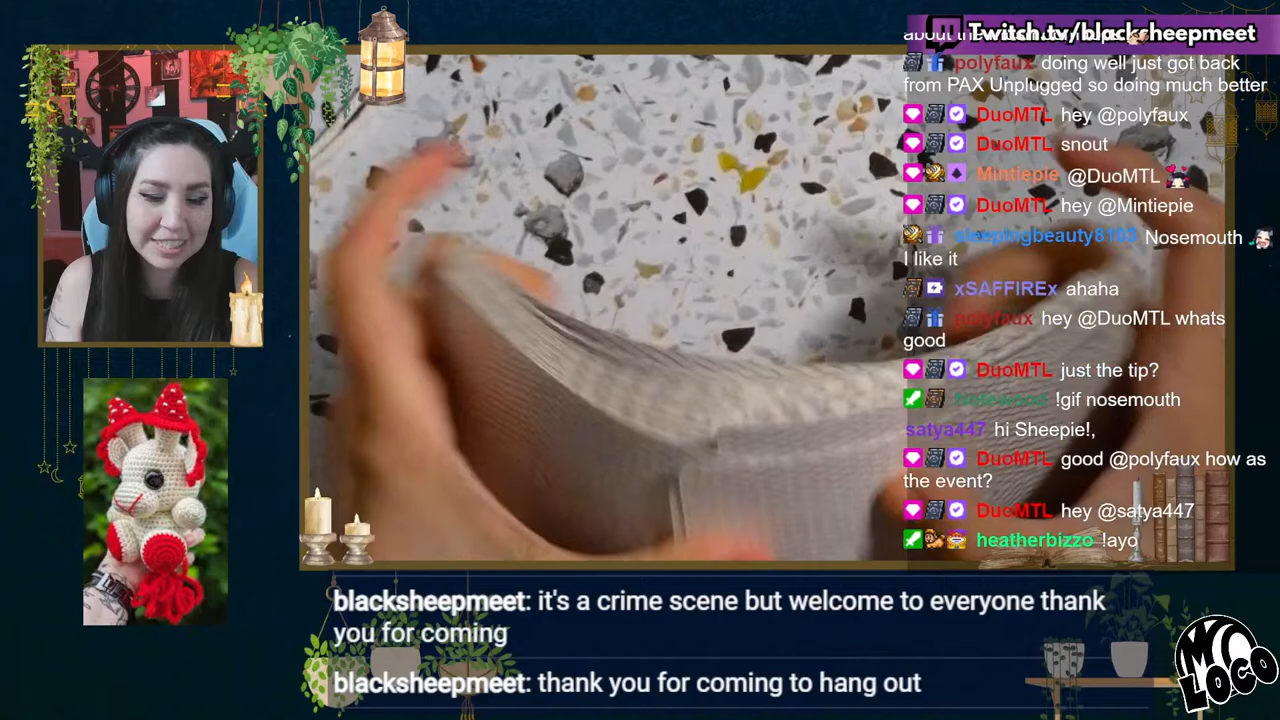 Twitch.tv/blacksheepmeet
polyfaux doing well just got back
from PAX Unplugged so doing much better
DuoMTL hey @polyfaux
DuoMTL snout
Mintiepie @DuoMTL
DuoMTL hey @Mintiepie
sleepingbeauty8103 Nosemouth
I like it
xSAFFIREx ahaha
polyfaux hey @DuoMTL whats
good
DuoMTL just the tip?
!gif nosemouth
satya447 hi Sheepie!,
DuoMTL good @polyfaux how as
the event?
DuoMTL hey @satya447
heatherbizzo !ayo
blacksheepmeet: it's a crime scene but welcome to everyone thank
you for coming
blacksheepmeet: thank you for coming to hang out
MC
LOCO